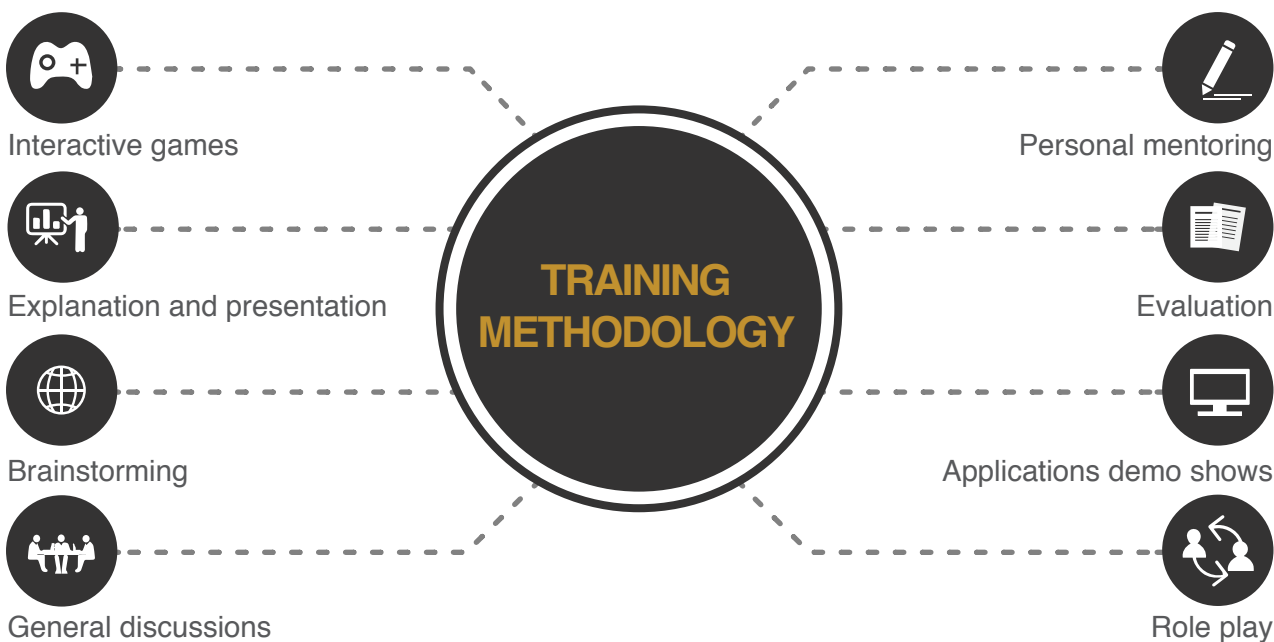 Interactive games
Personal mentoring
Explanation and presentation
Evaluation
TRAINING
METHODOLOGY
Brainstorming
Applications demo shows
General discussions
Role play